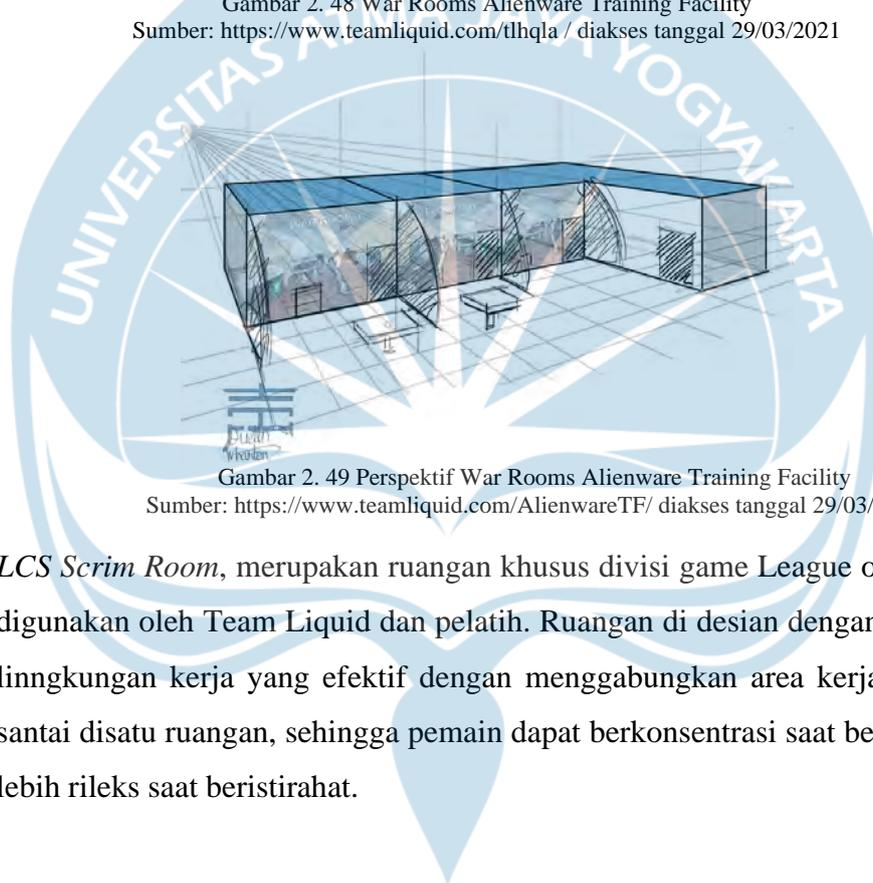 Gambar 2. 48 War Rooms Alienware Training Facility
Sumber: https://www.teamliquid.com/tlhqla / diakses tanggal 29/03/2021
UNIVERSITAS ATMA JAYA YOGYAKARTA
Gambar 2. 49 Perspektif War Rooms Alienware Training Facility
Sumber: https://www.teamliquid.com/AlienwareTF/ diakses tanggal 29/03/
LCS Scrim Room, merupakan ruangan khusus divisi game League o
digunakan oleh Team Liquid dan pelatih. Ruangan di desian dengan
linngkungan kerja yang efektif dengan menggabungkan area kerja
santai disatu ruangan, sehingga pemain dapat berkonsentrasi saat be
lebih rileks saat beristirahat.